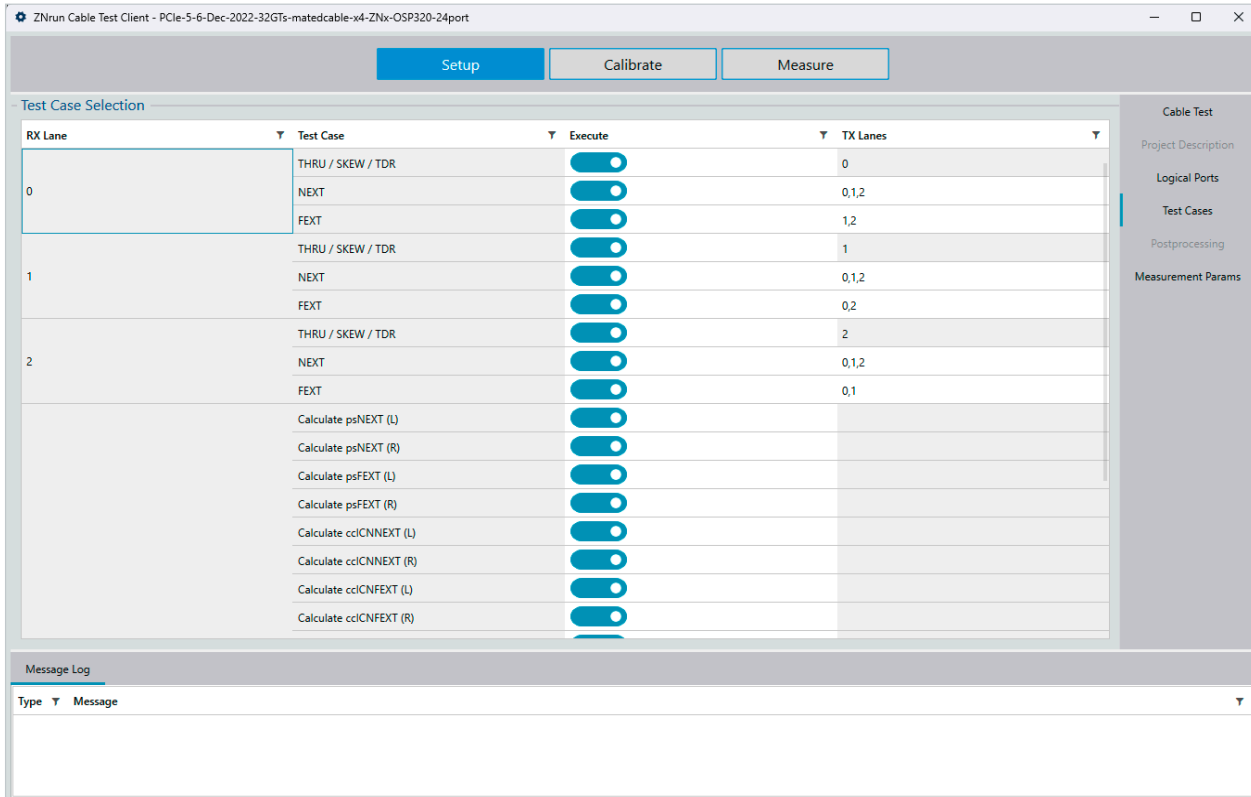 ZNrun Cable Test Client - PCIe-5-6-Dec-2022-32GTs-matedcable-x4-ZNx-OSP320-24port
Setup Calibrate Measure
Test Case Selection
RX Lane Test Case Execute TX Lanes
THRU / SKEW / TDR 0
0 NEXT 0,1,2
FEXT 1,2
THRU / SKEW / TDR 1
1 NEXT 0,1,2
FEXT 0,2
THRU / SKEW / TDR 2
2 NEXT 0,1,2
FEXT 0,1
Calculate psNEXT (L)
Calculate psNEXT (R)
Calculate psFEXT (L)
Calculate psFEXT (R)
Calculate ccICNNEXT (L)
Calculate ccICNNEXT (R)
Calculate ccICNFEXT (L)
Calculate ccICNFEXT (R)
Cable Test
Project Description
Logical Ports
Test Cases
Postprocessing
Measurement Params
Message Log
Type Message